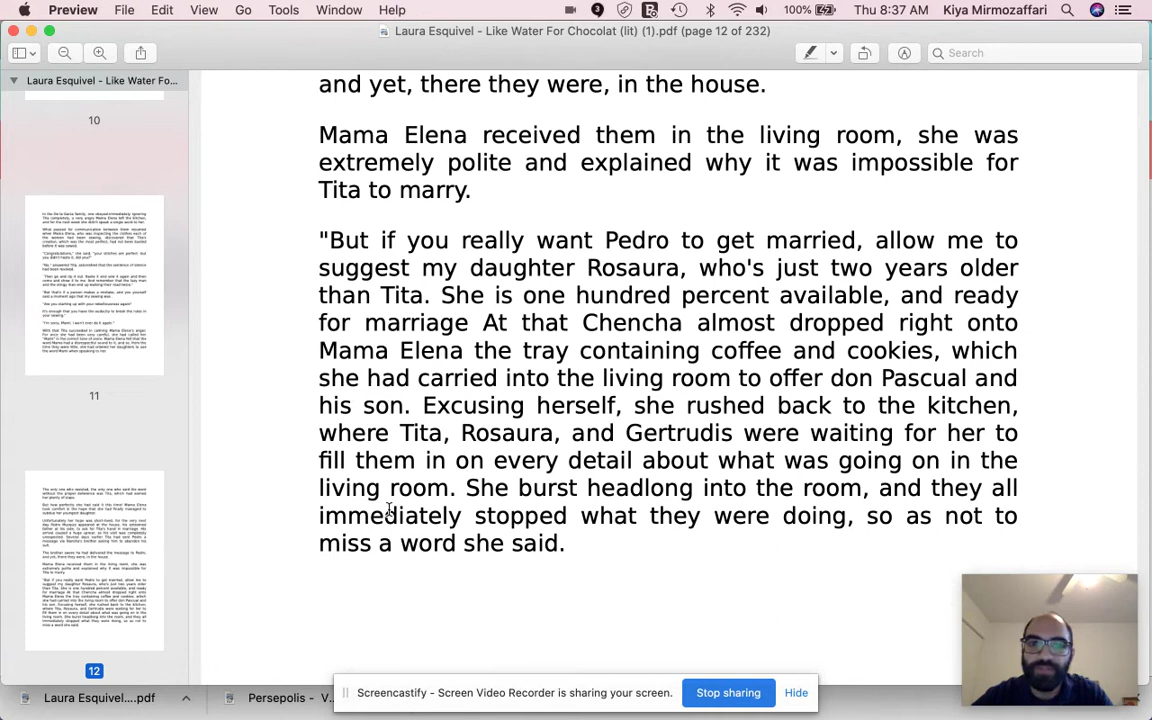 Preview File Edit View Go Tools Window Help 3 100% Thu 8:37 AM Kiya Mirmozaffari
Laura Esquivel - Like Water For Chocolat (lit) (1).pdf (page 12 of 232)
Search
Laura Esquivel - Like Water Fo...
10
11
12
and yet, there they were, in the house.
Mama Elena received them in the living room, she was
extremely polite and explained why it was impossible for
Tita to marry.
"But if you really want Pedro to get married, allow me to
suggest my daughter Rosaura, who's just two years older
than Tita. She is one hundred percent available, and ready
for marriage At that Chencha almost dropped right onto
Mama Elena the tray containing coffee and cookies, which
she had carried into the living room to offer don Pascual and
his son. Excusing herself, she rushed back to the kitchen,
where Tita, Rosaura, and Gertrudis were waiting for her to
fill them in on every detail about what was going on in the
living room. She burst headlong into the room, and they all
immediately stopped what they were doing, so as not to
miss a word she said.
Laura Esquivel....pdf
Persepolis - V...
Screencastify - Screen Video Recorder is sharing your screen.
Stop sharing
Hide